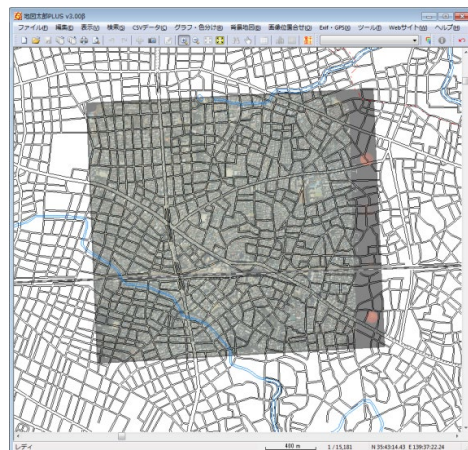 地図太郎PLUS v3.00β
ファイル(F) 編集(E) 表示(V) 検索(S) CSVデータ(C) グラフ・色分け(G) 背景地図(B) 画像位置合せ(I) Exif・GPS(E) ツール(T) Webサイト(W) ヘルプ(H)
レディ 400 m 1 / 15,181 N 35:43:14.43 E 139:37:22.24